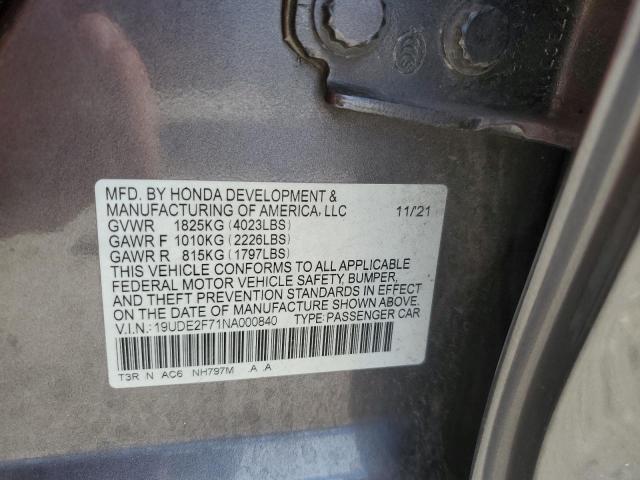 MFD. BY HONDA DEVELOPMENT &
MANUFACTURING OF AMERICA, LLC 11/'21
GVWR 1825KG (4023LBS)
GAWR F 1010KG (2226LBS)
GAWR R 815KG (1797LBS)
THIS VEHICLE CONFORMS TO ALL APPLICABLE
FEDERAL MOTOR VEHICLE SAFETY, BUMPER,
AND THEFT PREVENTION STANDARDS IN EFFECT
ON THE DATE OF MANUFACTURE SHOWN ABOVE.
V.I.N.: 19UDE2F71NA000840 TYPE: PASSENGER CAR
T3R N AC6 NH797M .A .A